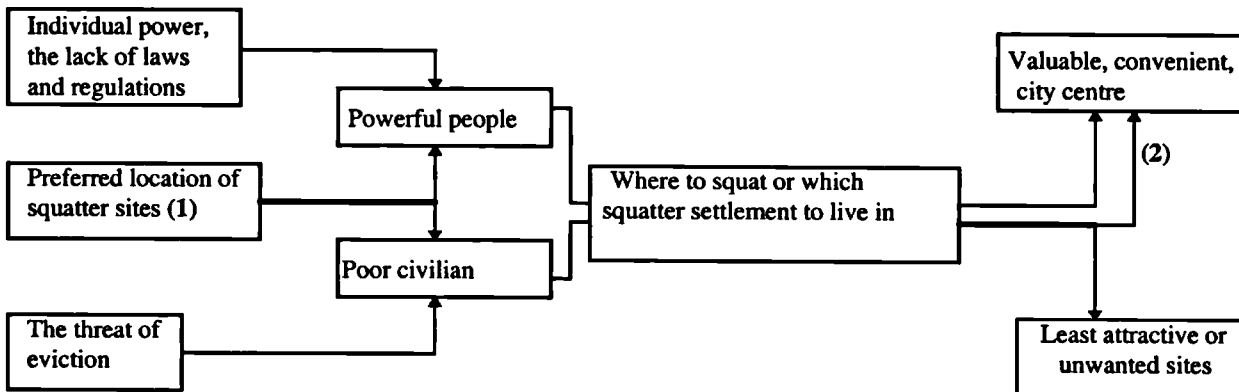 Individual power,
the lack of laws
and regulations
Powerful people
Preferred location of
squatter sites (1)
Poor civilian
The threat of
eviction
Where to squat or which
squatter settlement to live in
Valuable, convenient,
city centre
(2)
Least attractive or
unwanted sites